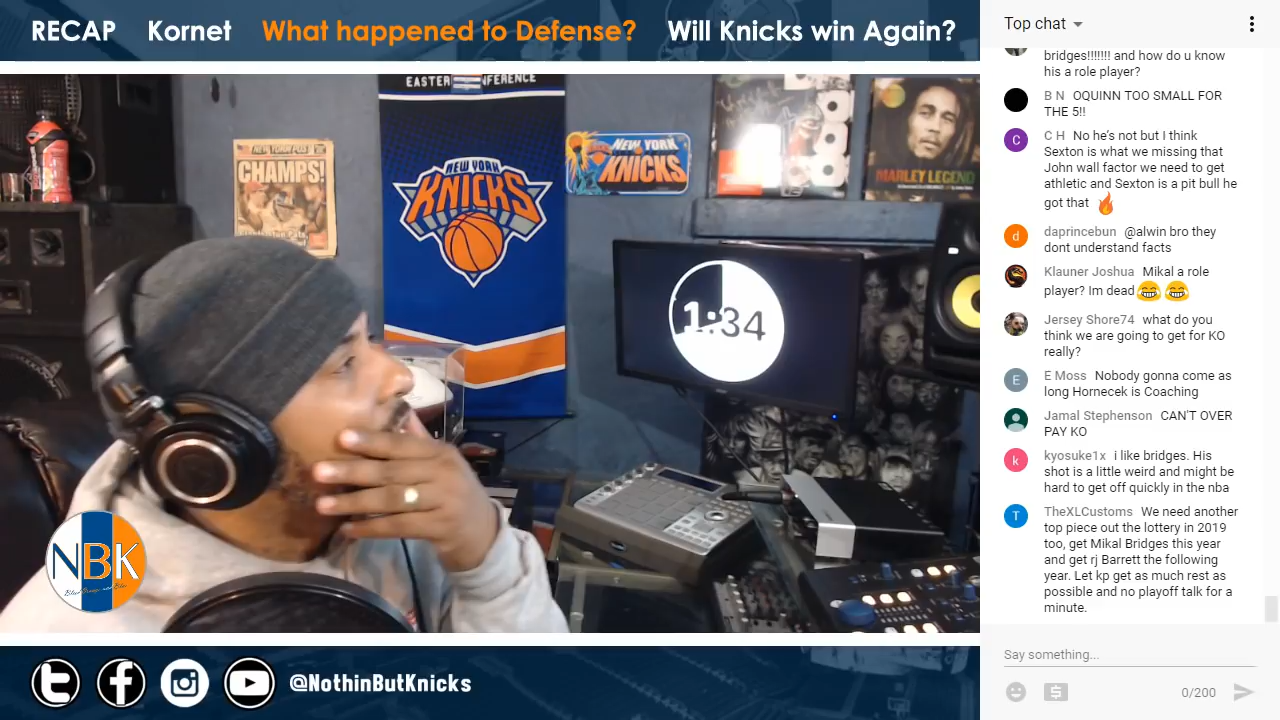 RECAP Kornet What happened to Defense? Will Knicks win Again?
Top chat
EASTER NFERENCE
NEW YORK POST
CHAMPS!
NEW YORK
KNICKS
NEW YORK
KNICKS
MARLEY LEGEND
1:34
NBK
@NothinButKnicks
bridges!!!!!!! and how do u know
his a role player?
B N OQUINN TOO SMALL FOR
THE 5!!
C H No he's not but I think
Sexton is what we missing that
John wall factor we need to get
athletic and Sexton is a pit bull he
got that
daprincebun @alwin bro they
dont understand facts
Klauner Joshua Mikal a role
player? Im dead
Jersey Shore74 what do you
think we are going to get for KO
really?
E Moss Nobody gonna come as
long Hornecek is Coaching
Jamal Stephenson CAN'T OVER
PAY KO
kyosuke1x i like bridges. His
shot is a little weird and might be
hard to get off quickly in the nba
TheXLCustoms We need another
top piece out the lottery in 2019
too, get Mikal Bridges this year
and get rj Barrett the following
year. Let kp get as much rest as
possible and no playoff talk for a
minute.
Say something...
0/200